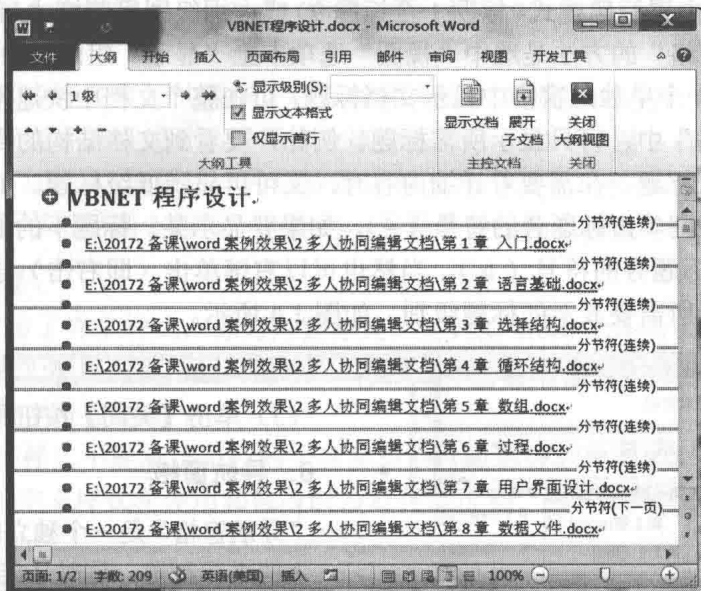 VBNET程序设计.docx - Microsoft Word
文件 大纲 开始 插入 页面布局 引用 邮件 审阅 视图 开发工具
1 级
显示级别(S):
显示文本格式
仅显示首行
大纲工具
显示文档
展开
子文档
主控文档
关闭
大纲视图
关闭
VBNET 程序设计
分节符(连续)
E:\20172 备课\word 案例效果\2 多人协同编辑文档\第 1 章 入门.docx
分节符(连续)
E:\20172 备课\word 案例效果\2 多人协同编辑文档\第 2 章 语言基础.docx
分节符(连续)
E:\20172 备课\word 案例效果\2 多人协同编辑文档\第 3 章 选择结构.docx
分节符(连续)
E:\20172 备课\word 案例效果\2 多人协同编辑文档\第 4 章 循环结构.docx
分节符(连续)
E:\20172 备课\word 案例效果\2 多人协同编辑文档\第 5 章 数组.docx
分节符(连续)
E:\20172 备课\word 案例效果\2 多人协同编辑文档\第 6 章 过程.docx
分节符(连续)
E:\20172 备课\word 案例效果\2 多人协同编辑文档\第 7 章 用户界面设计.docx
分节符(下一页)
E:\20172 备课\word 案例效果\2 多人协同编辑文档\第 8 章 数据文件.docx
页面: 1/2 字数: 209 英语(美国) 插入 100%